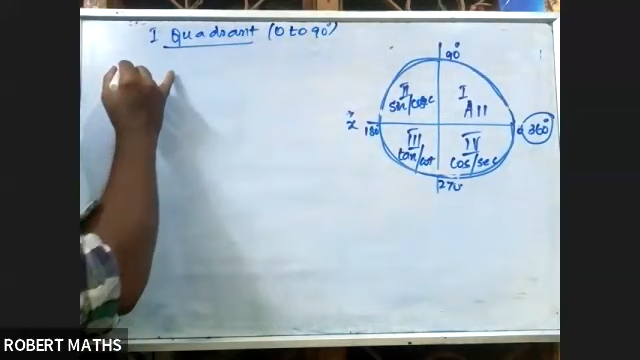 I Quadrant (0 to 90°)
90°
II
sin/cosec
I
All
180°
0
360°
III
tan/cot
IV
cos/sec
270
ROBERT MATHS